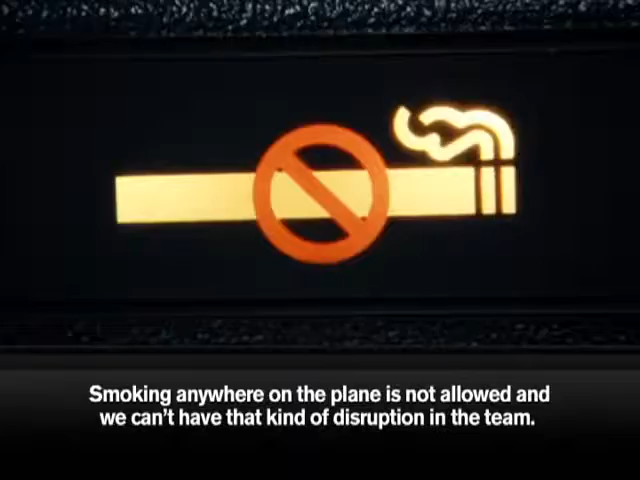 Smoking anywhere on the plane is not allowed and
we can't have that kind of disruption in the team.